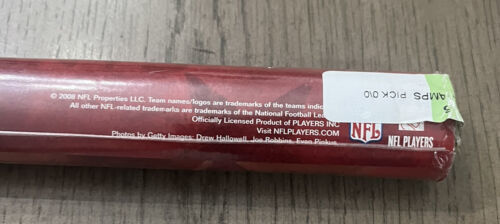 © 2008 NFL Properties LLC. Team names/logos are trademarks of the teams indic
All other NFL-related trademarks are trademarks of the National Football Lea
Officially Licensed Product of PLAYERS INC
Visit NFLPLAYERS.COM
Photos by Getty Images: Drew Hallowell, Joe Robbins, Evan Pinkus
NFL
NFL PLAYERS
AMPS PICK 010